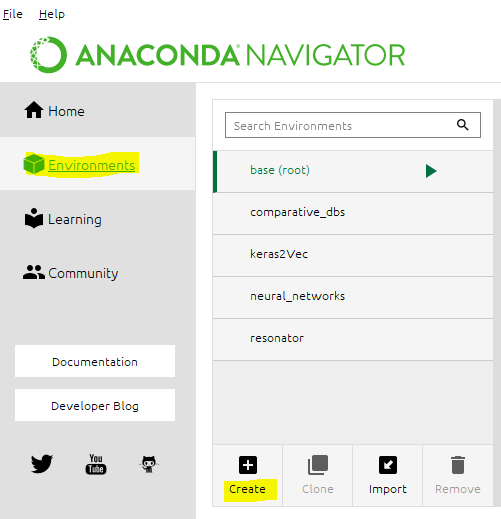 File Help
ANACONDA NAVIGATOR
Home
Environments
Learning
Community
Documentation
Developer Blog
You
Tube
Search Environments
base (root)
comparative_dbs
keras2Vec
neural_networks
resonator
Create Clone Import Remove